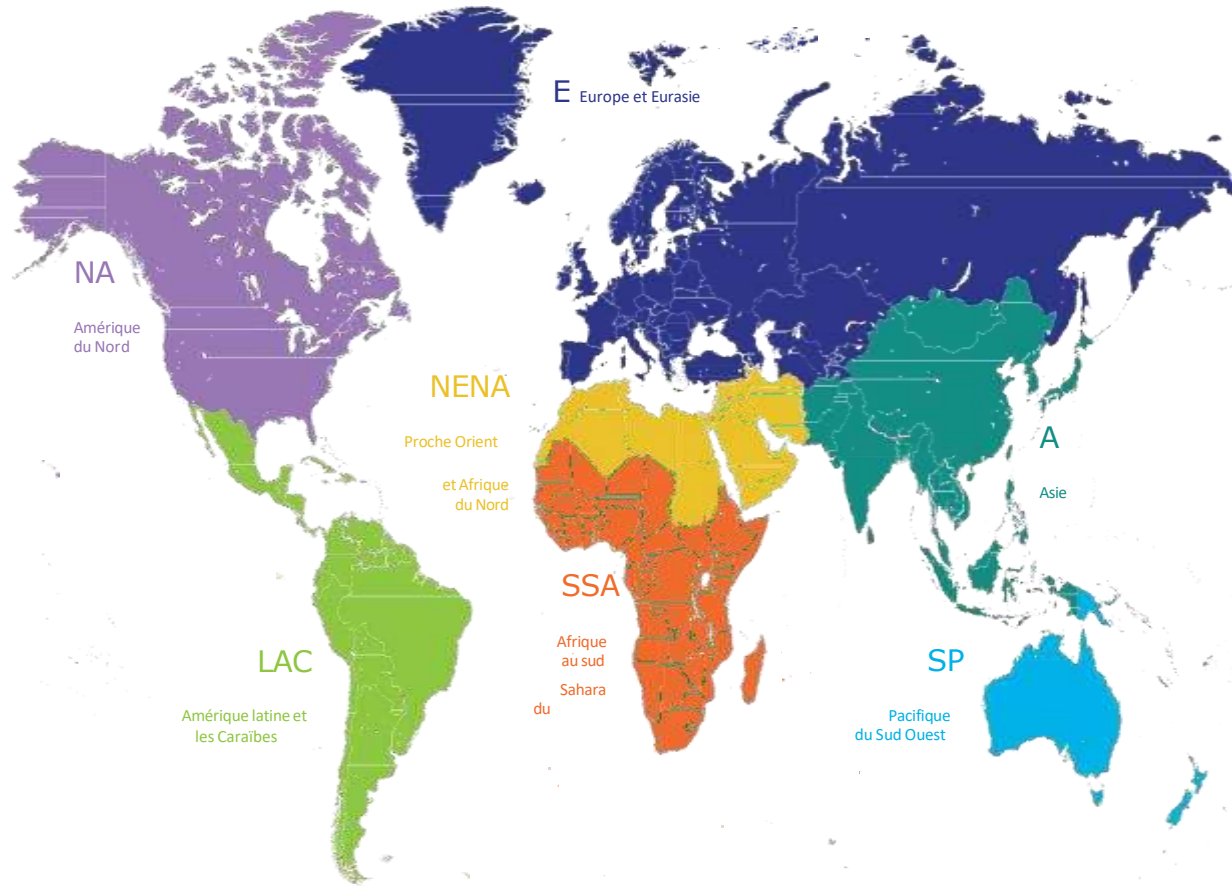 E Europe et Eurasie
NA
Amérique
du Nord
NENA
Proche Orient
et Afrique
du Nord
A
Asie
SSA
Afrique
au sud
Sahara
du
LAC
Amérique latine et
les Caraïbes
SP
Pacifique
du Sud Ouest